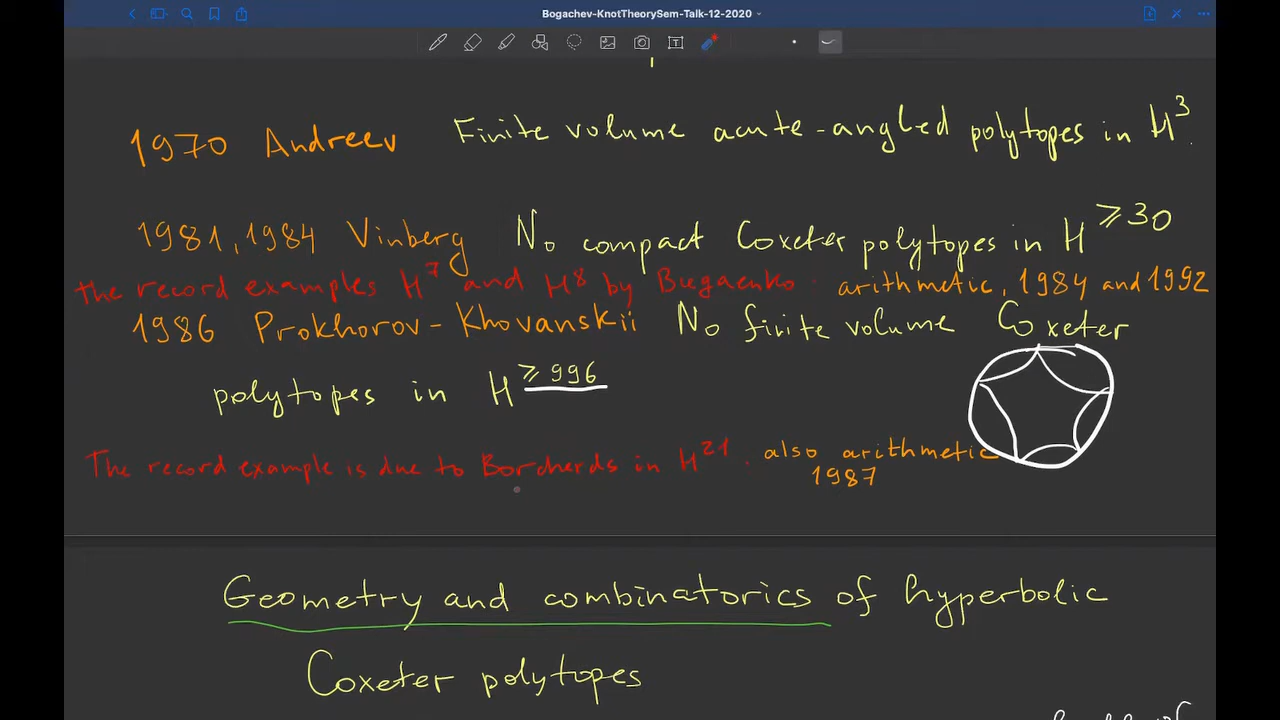 Bogachev-KnotTheorySem-Talk-12-2020
1970 Andreev Finite volume acute-angled polytopes in H³.
1981, 1984 Vinberg No compact Coxeter polytopes in H^≥30
the record examples H⁷ and H⁸ by Bugaenko. arithmetic, 1984 and 1992
1986 Prokhorov-Khovanskii No finite volume Coxeter
polytopes in H^≥996
The record example is due to Borcherds in H²¹. also arithmetic
1987
Geometry and combinatorics of hyperbolic
Coxeter polytopes